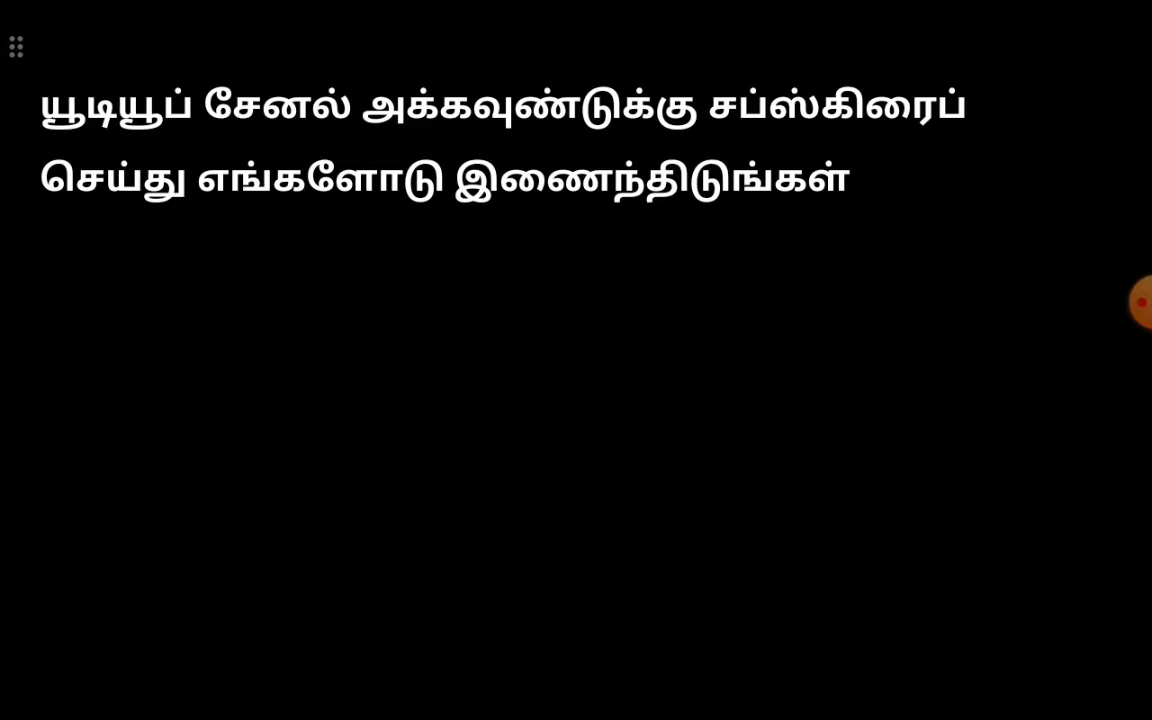 யூடியூப் சேனல் அக்கவுண்டுக்கு சப்ஸ்கிரைப்
செய்து எங்களோடு இணைந்திடுங்கள்